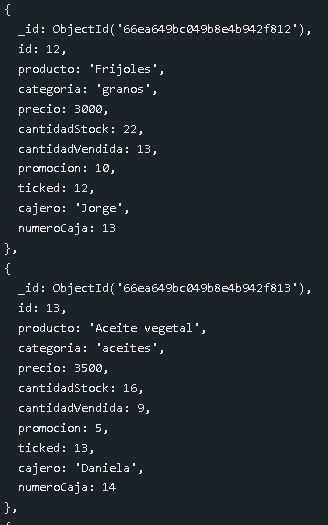 {
  _id: ObjectId('66ea649bc049b8e4b942f812'),
  id: 12,
  producto: 'Frijoles',
  categoria: 'granos',
  precio: 3000,
  cantidadStock: 22,
  cantidadVendida: 13,
  promocion: 10,
  ticked: 12,
  cajero: 'Jorge',
  numeroCaja: 13
},
{
  _id: ObjectId('66ea649bc049b8e4b942f813'),
  id: 13,
  producto: 'Aceite vegetal',
  categoria: 'aceites',
  precio: 3500,
  cantidadStock: 16,
  cantidadVendida: 9,
  promocion: 5,
  ticked: 13,
  cajero: 'Daniela',
  numeroCaja: 14
},